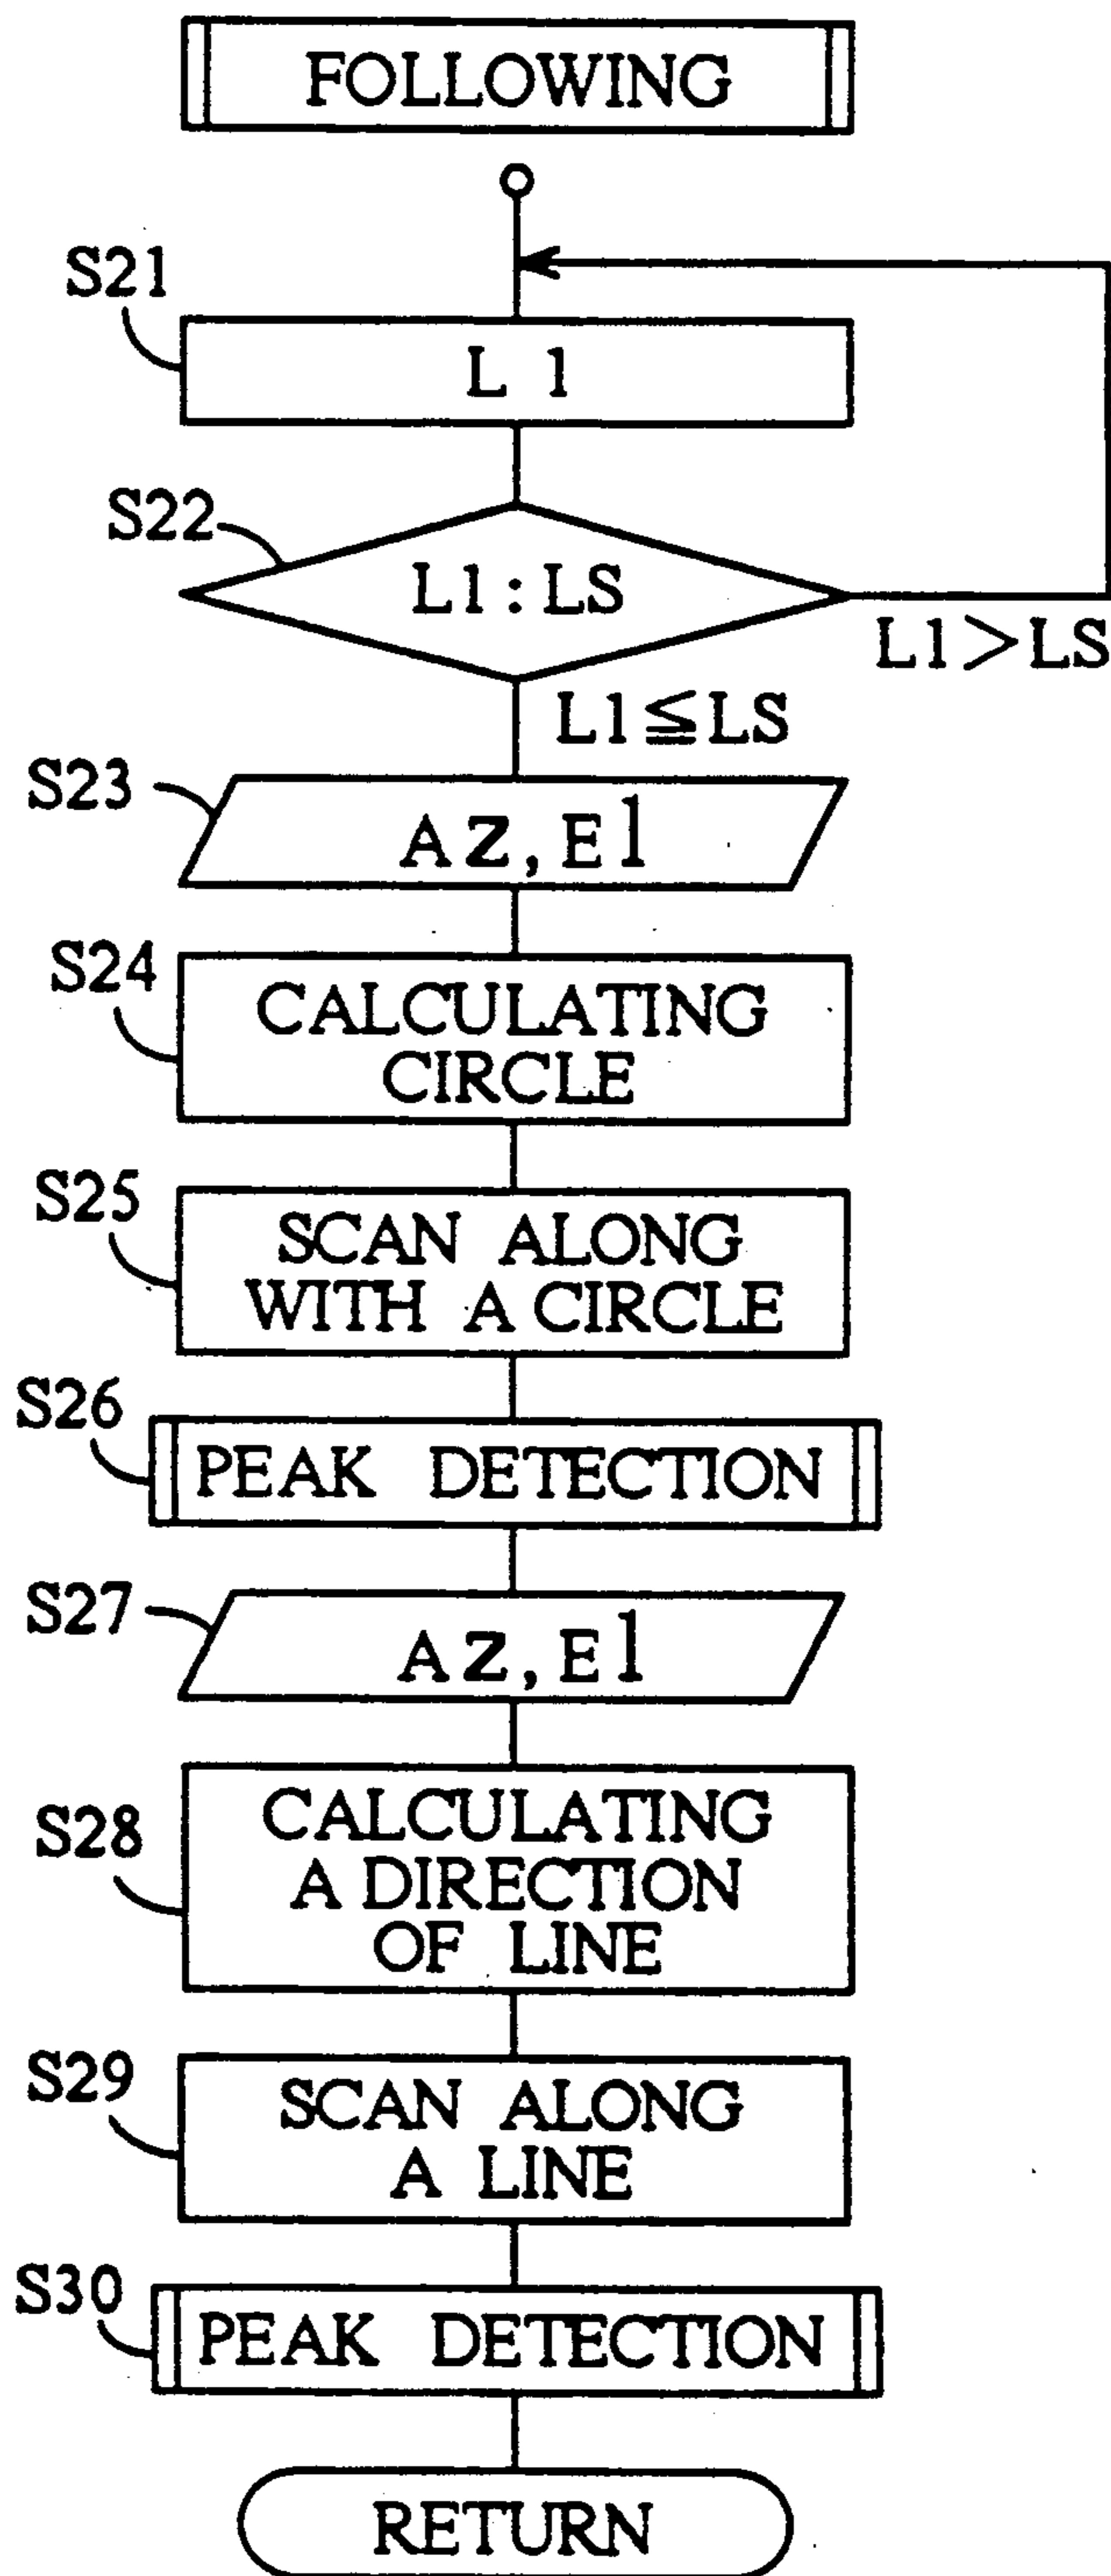 FOLLOWING
S21
L 1
S22
L1 : LS
L1>LS
L1≦LS
S23
Az, El
S24
CALCULATING
CIRCLE
S25
SCAN ALONG
WITH A CIRCLE
S26
PEAK DETECTION
S27
Az, El
S28
CALCULATING
A DIRECTION
OF LINE
S29
SCAN ALONG
A LINE
S30
PEAK DETECTION
RETURN